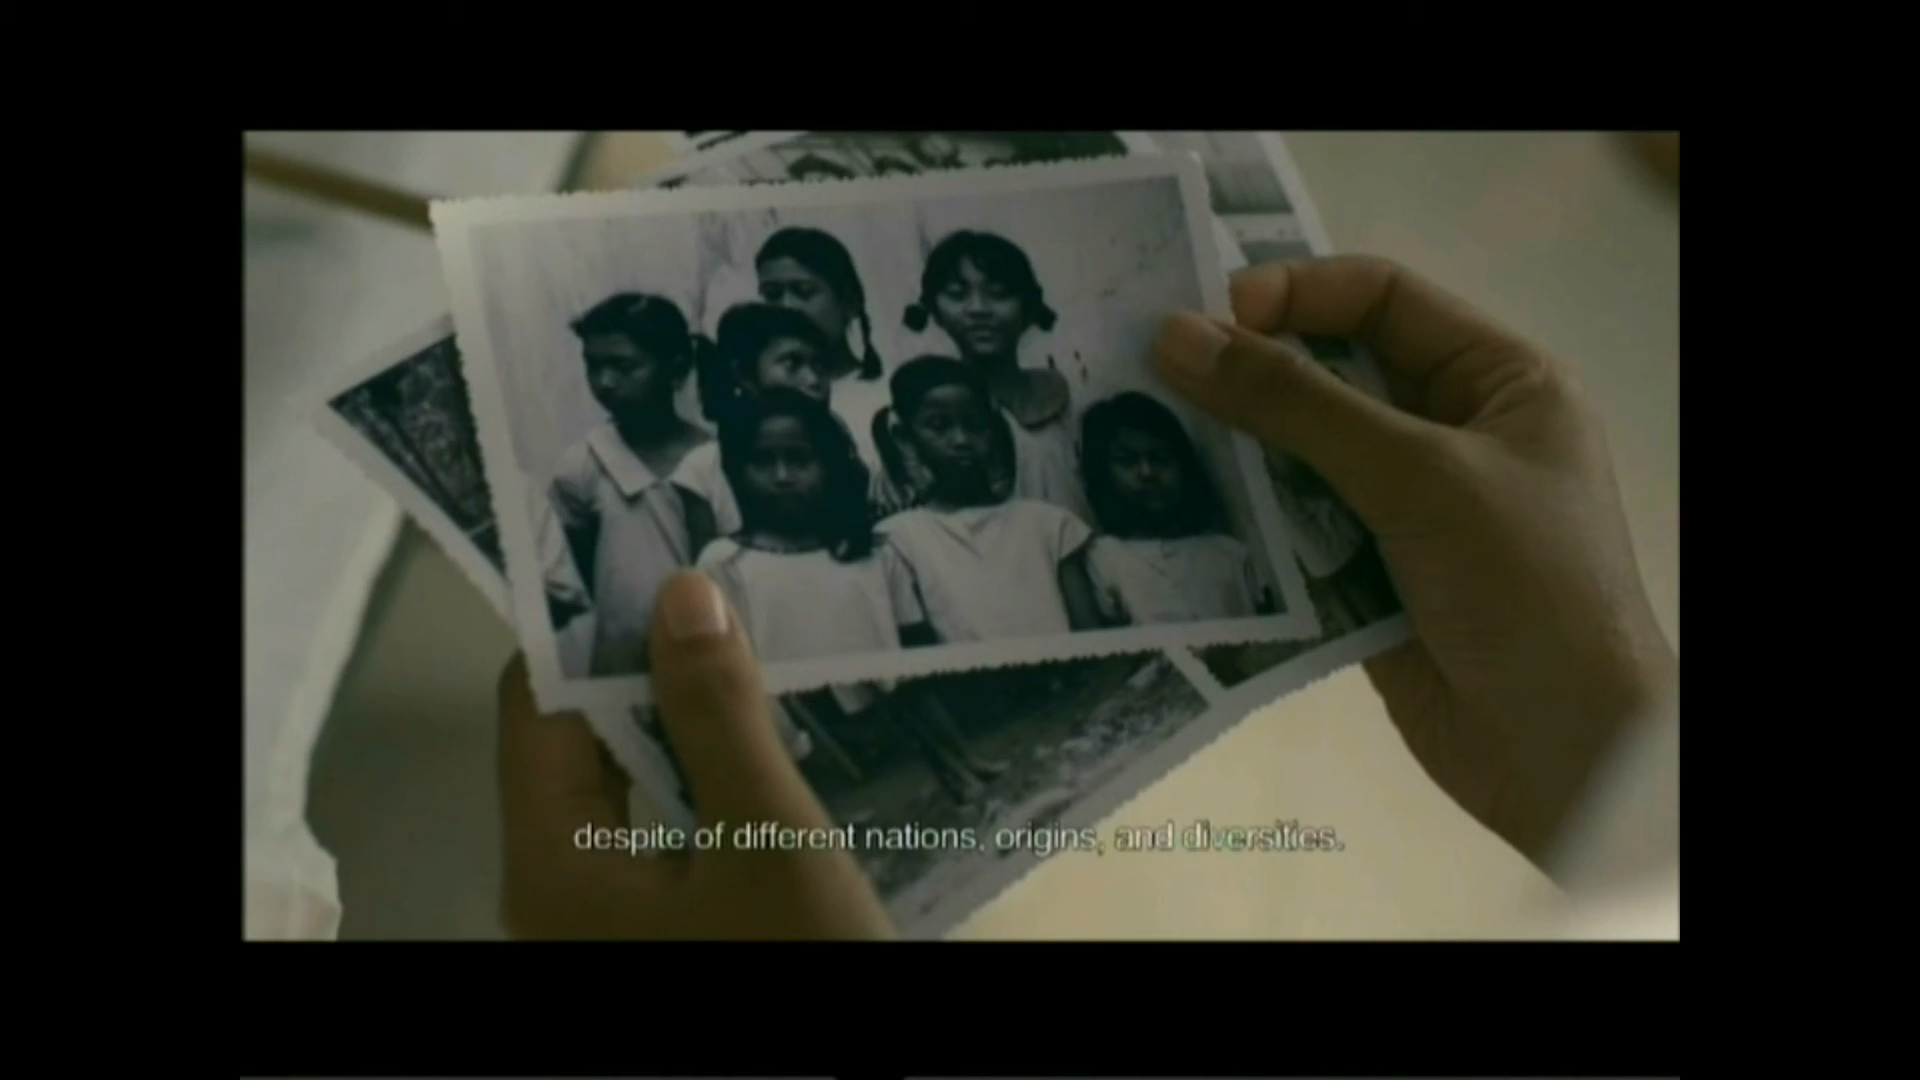 despite of different nations, origins, and diversities.